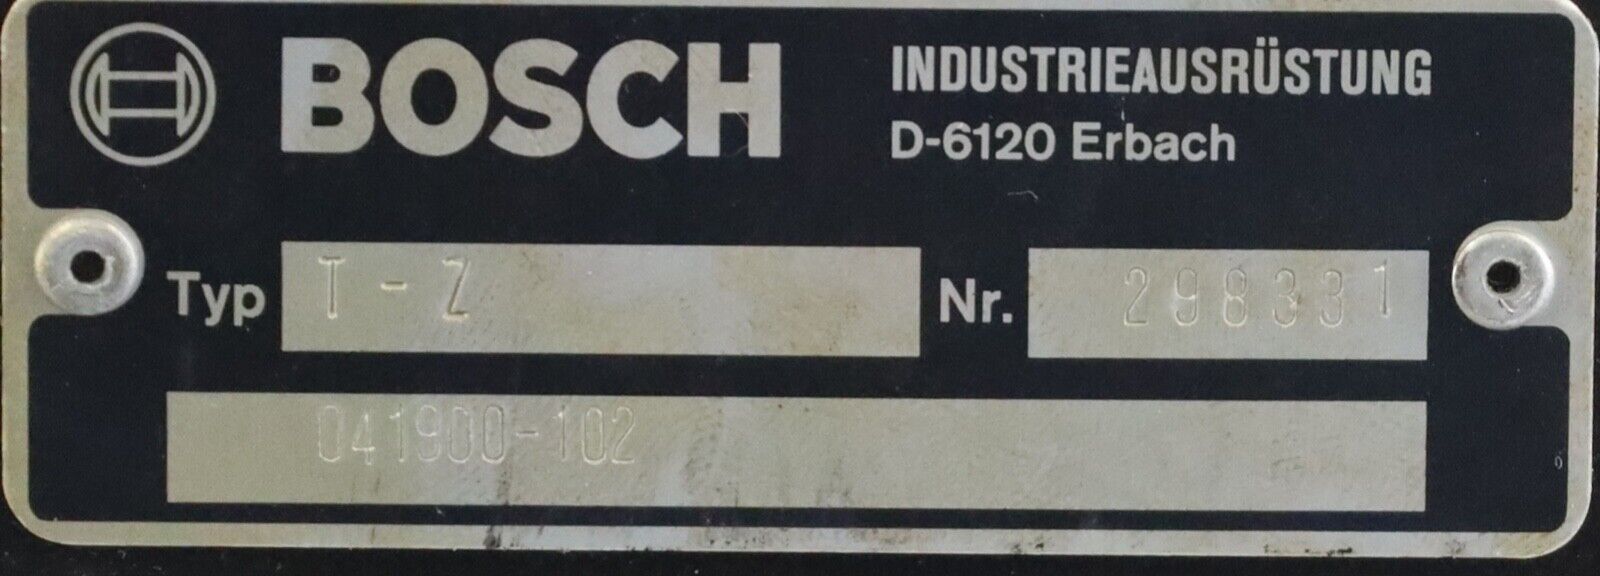 BOSCH INDUSTRIEAUSRÜSTUNG
D-6120 Erbach
Typ T - Z Nr. 298331
041900-102